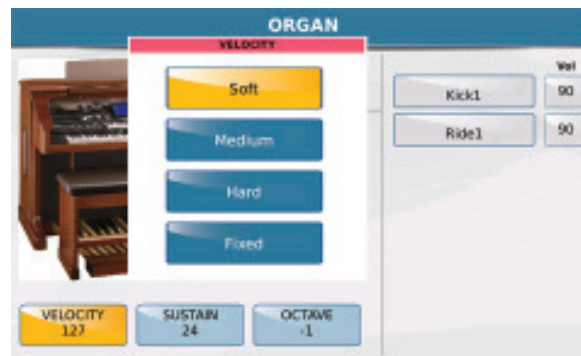 ORGAN
VELOCITY
Soft
Medium
Hard
Fixed
Vol
Kick1
90
Ride1
90
VELOCITY
127
SUSTAIN
24
OCTAVE
-1